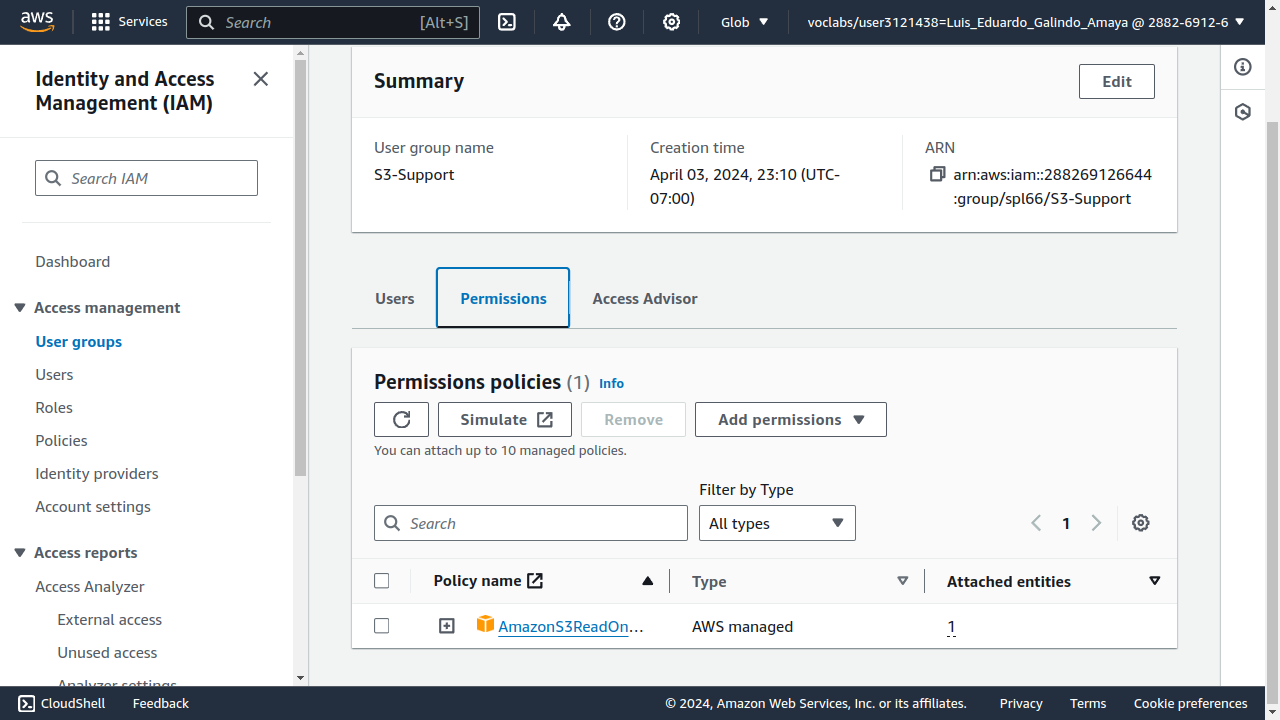 aws
Services
Search
[Alt+S]
Glob
voclabs/user3121438=Luis_Eduardo_Galindo_Amaya @ 2882-6912-6
Identity and Access
Management (IAM)
Search IAM
Dashboard
Access management
User groups
Users
Roles
Policies
Identity providers
Account settings
Access reports
Access Analyzer
External access
Unused access
Analyzer settings
Summary
Edit
User group name
S3-Support
Creation time
April 03, 2024, 23:10 (UTC-
07:00)
ARN
arn:aws:iam::288269126644
:group/spl66/S3-Support
Users
Permissions
Access Advisor
Permissions policies (1) Info
Simulate
Remove
Add permissions
You can attach up to 10 managed policies.
Filter by Type
Search
All types
1
Policy name
Type
Attached entities
AmazonS3ReadOn...
AWS managed
1
CloudShell
Feedback
© 2024, Amazon Web Services, Inc. or its affiliates.
Privacy
Terms
Cookie preferences